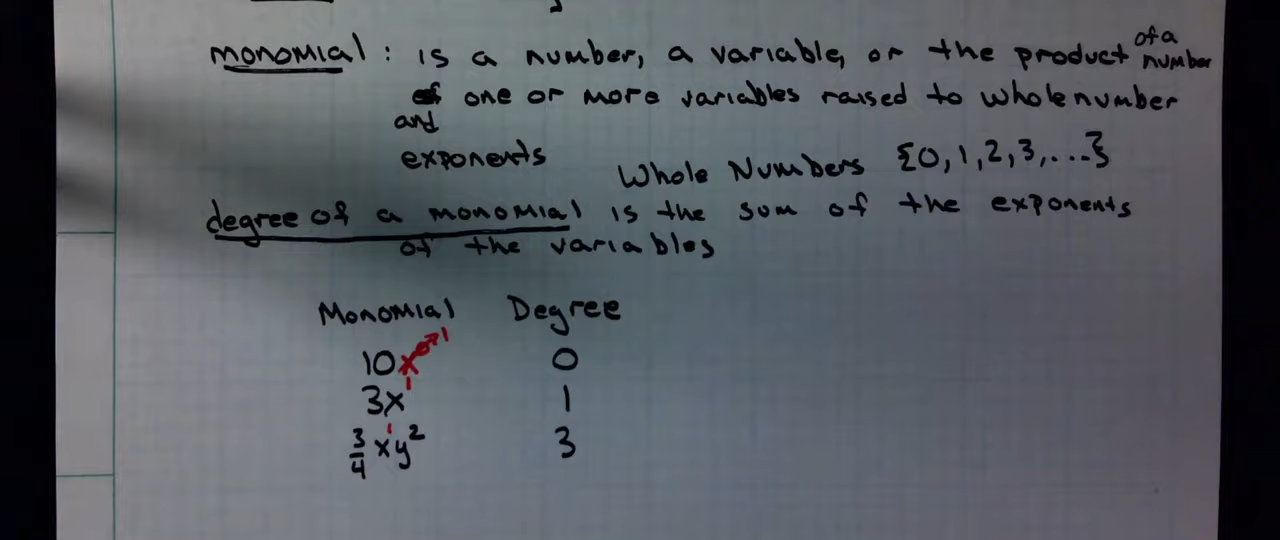 monomial : is a number, a variable, or the product of a number
and one or more variables raised to whole number
exponents
Whole Numbers {0, 1, 2, 3, ...}
degree of a monomial is the sum of the exponents
of the variables
Monomial Degree
10x⁰→1 0
3x¹ 1
3/4 x¹y² 3